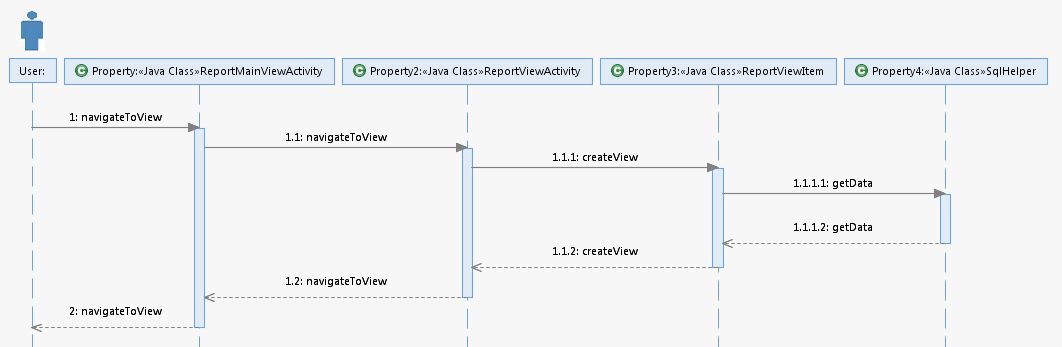 User:
C Property:«Java Class»ReportMainViewActivity
C Property2:«Java Class»ReportViewActivity
C Property3:«Java Class»ReportViewItem
C Property4:«Java Class»SqlHelper
1: navigateToView
1.1: navigateToView
1.1.1: createView
1.1.1.1: getData
1.1.1.2: getData
1.1.2: createView
1.2: navigateToView
2: navigateToView